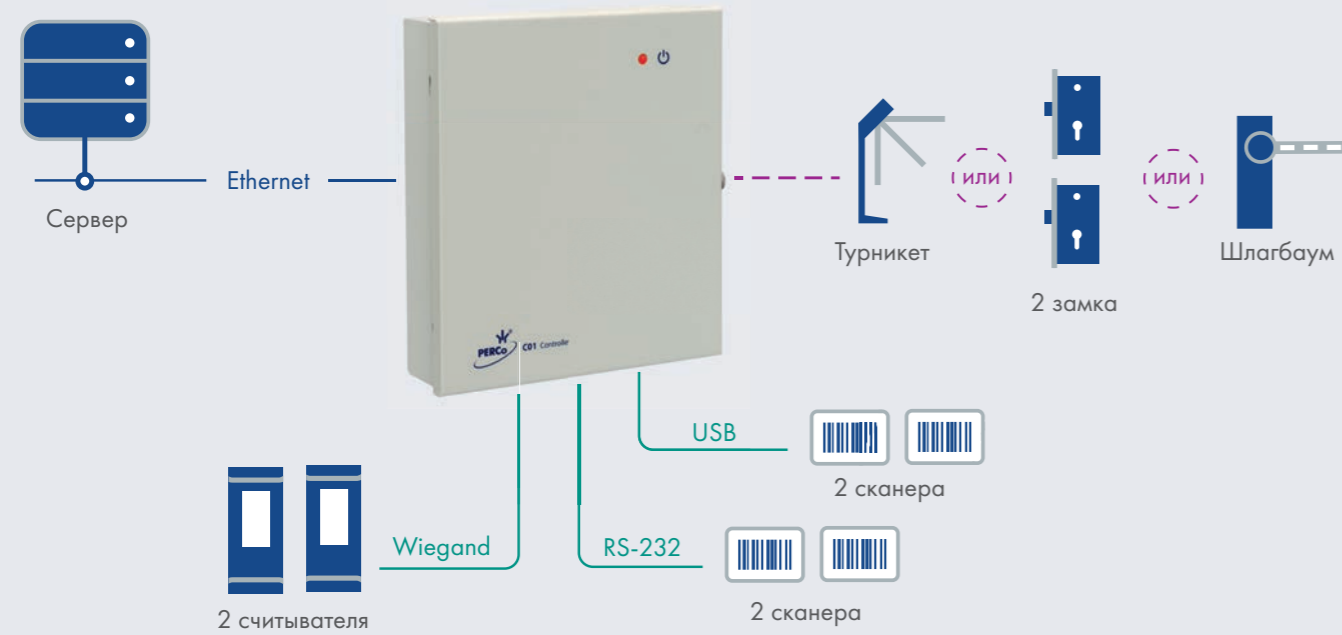 Сервер
Ethernet
PERCo® C01 Controller
Турникет
или
2 замка
или
Шлагбаум
USB
2 сканера
Wiegand
RS-232
2 считывателя
2 сканера